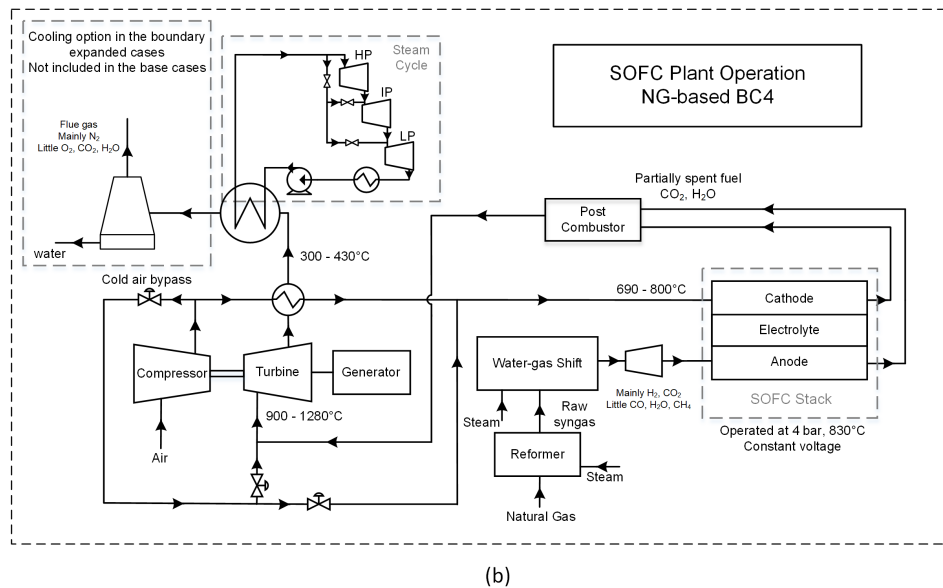 Cooling option in the boundary
expanded cases
Not included in the base cases
Flue gas
Mainly N₂
Little O₂, CO₂, H₂O
water
Steam
Cycle
HP
IP
LP
SOFC Plant Operation
NG-based BC4
Partially spent fuel
CO₂, H₂O
Post
Combustor
300 - 430°C
Cold air bypass
690 - 800°C
Cathode
Electrolyte
Anode
SOFC Stack
Operated at 4 bar, 830°C
Constant voltage
Compressor
Turbine
Generator
900 - 1280°C
Air
Water-gas Shift
Mainly H₂, CO₂
Little CO, H₂O, CH₄
Steam
Raw
syngas
Reformer
Steam
Natural Gas
(b)